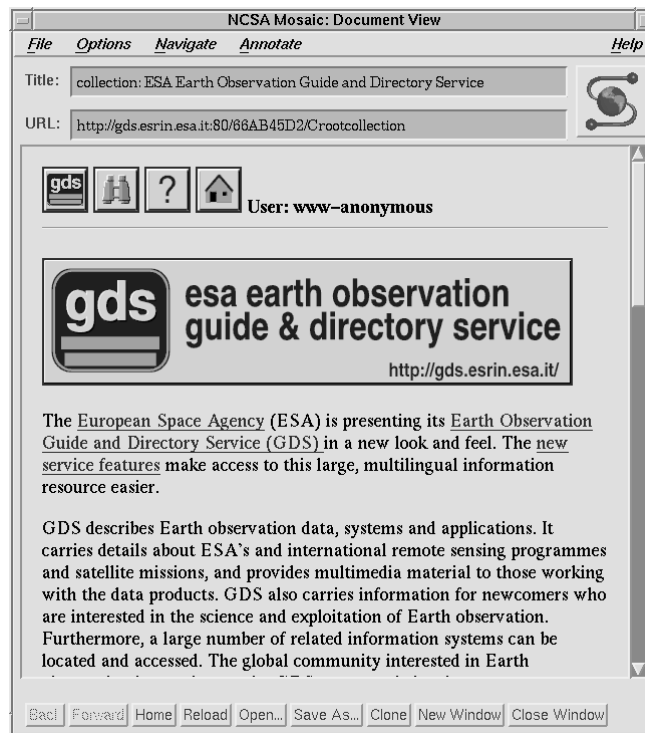 NCSA Mosaic: Document View
File Options Navigate Annotate Help
Title: collection: ESA Earth Observation Guide and Directory Service
URL: http://gds.esrin.esa.it:80/66AB45D2/Crootcollection
gds ? User: www-anonymous
gds esa earth observation
guide & directory service
http://gds.esrin.esa.it/
The European Space Agency (ESA) is presenting its Earth Observation
Guide and Directory Service (GDS) in a new look and feel. The new
service features make access to this large, multilingual information
resource easier.
GDS describes Earth observation data, systems and applications. It
carries details about ESA's and international remote sensing programmes
and satellite missions, and provides multimedia material to those working
with the data products. GDS also carries information for newcomers who
are interested in the science and exploitation of Earth observation.
Furthermore, a large number of related information systems can be
located and accessed. The global community interested in Earth
Back Forward Home Reload Open... Save As... Clone New Window Close Window